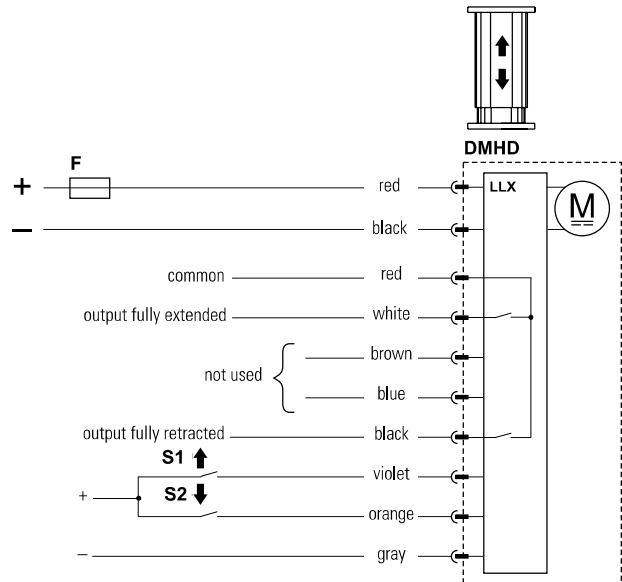 DMHD
F
+ red LLX M
− black
common red
output fully extended white
not used brown
blue
output fully retracted black
S1 violet
+ S2 orange
− gray